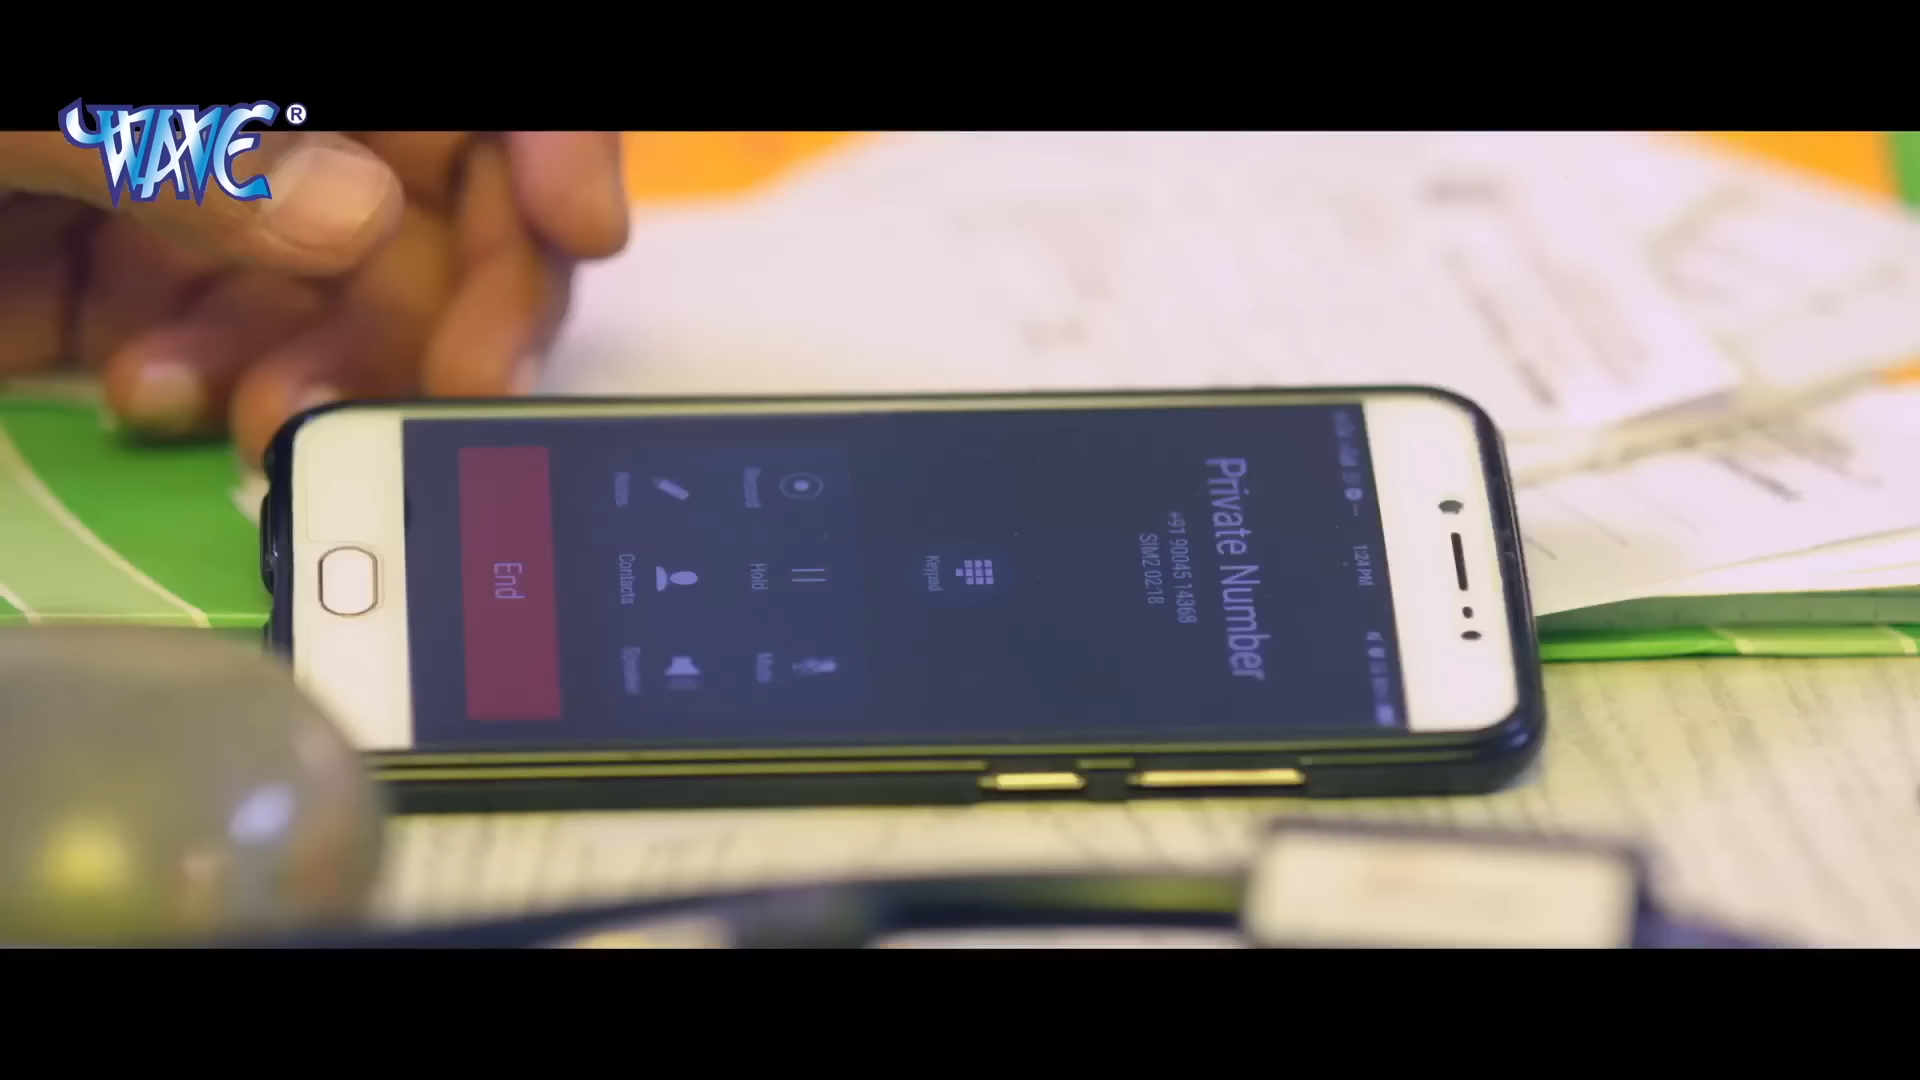 WAVE ®
1:24 PM
Private Number
+91 90045 14368
SIM2 02:18
Keypad
Record
Hold
Mute
Notes
Contacts
Speaker
End